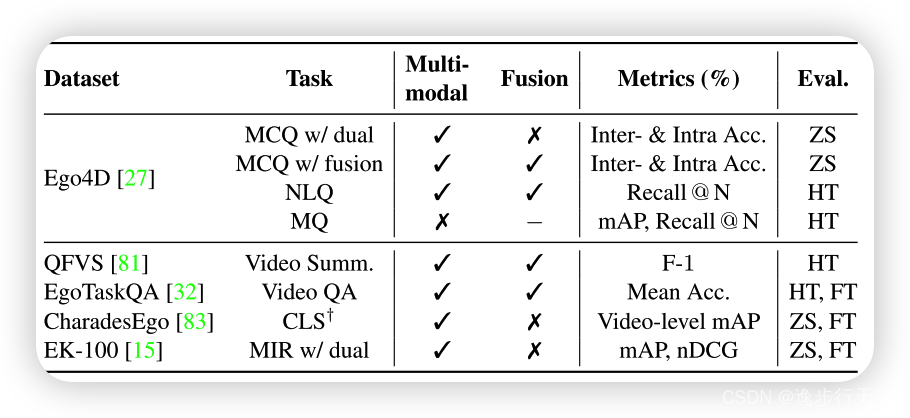 Dataset Task Multi-modal Fusion Metrics (%) Eval.
Ego4D [27]
MCQ w/ dual ✓ ✗ Inter- & Intra Acc. ZS
MCQ w/ fusion ✓ ✓ Inter- & Intra Acc. ZS
NLQ ✓ ✓ Recall @ N HT
MQ ✗ – mAP, Recall @ N HT
QFVS [81] Video Summ. ✓ ✓ F-1 HT
EgoTaskQA [32] Video QA ✓ ✓ Mean Acc. HT, FT
CharadesEgo [83] CLS† ✓ ✗ Video-level mAP ZS, FT
EK-100 [15] MIR w/ dual ✓ ✗ mAP, nDCG ZS, FT
CSDN @逸步行